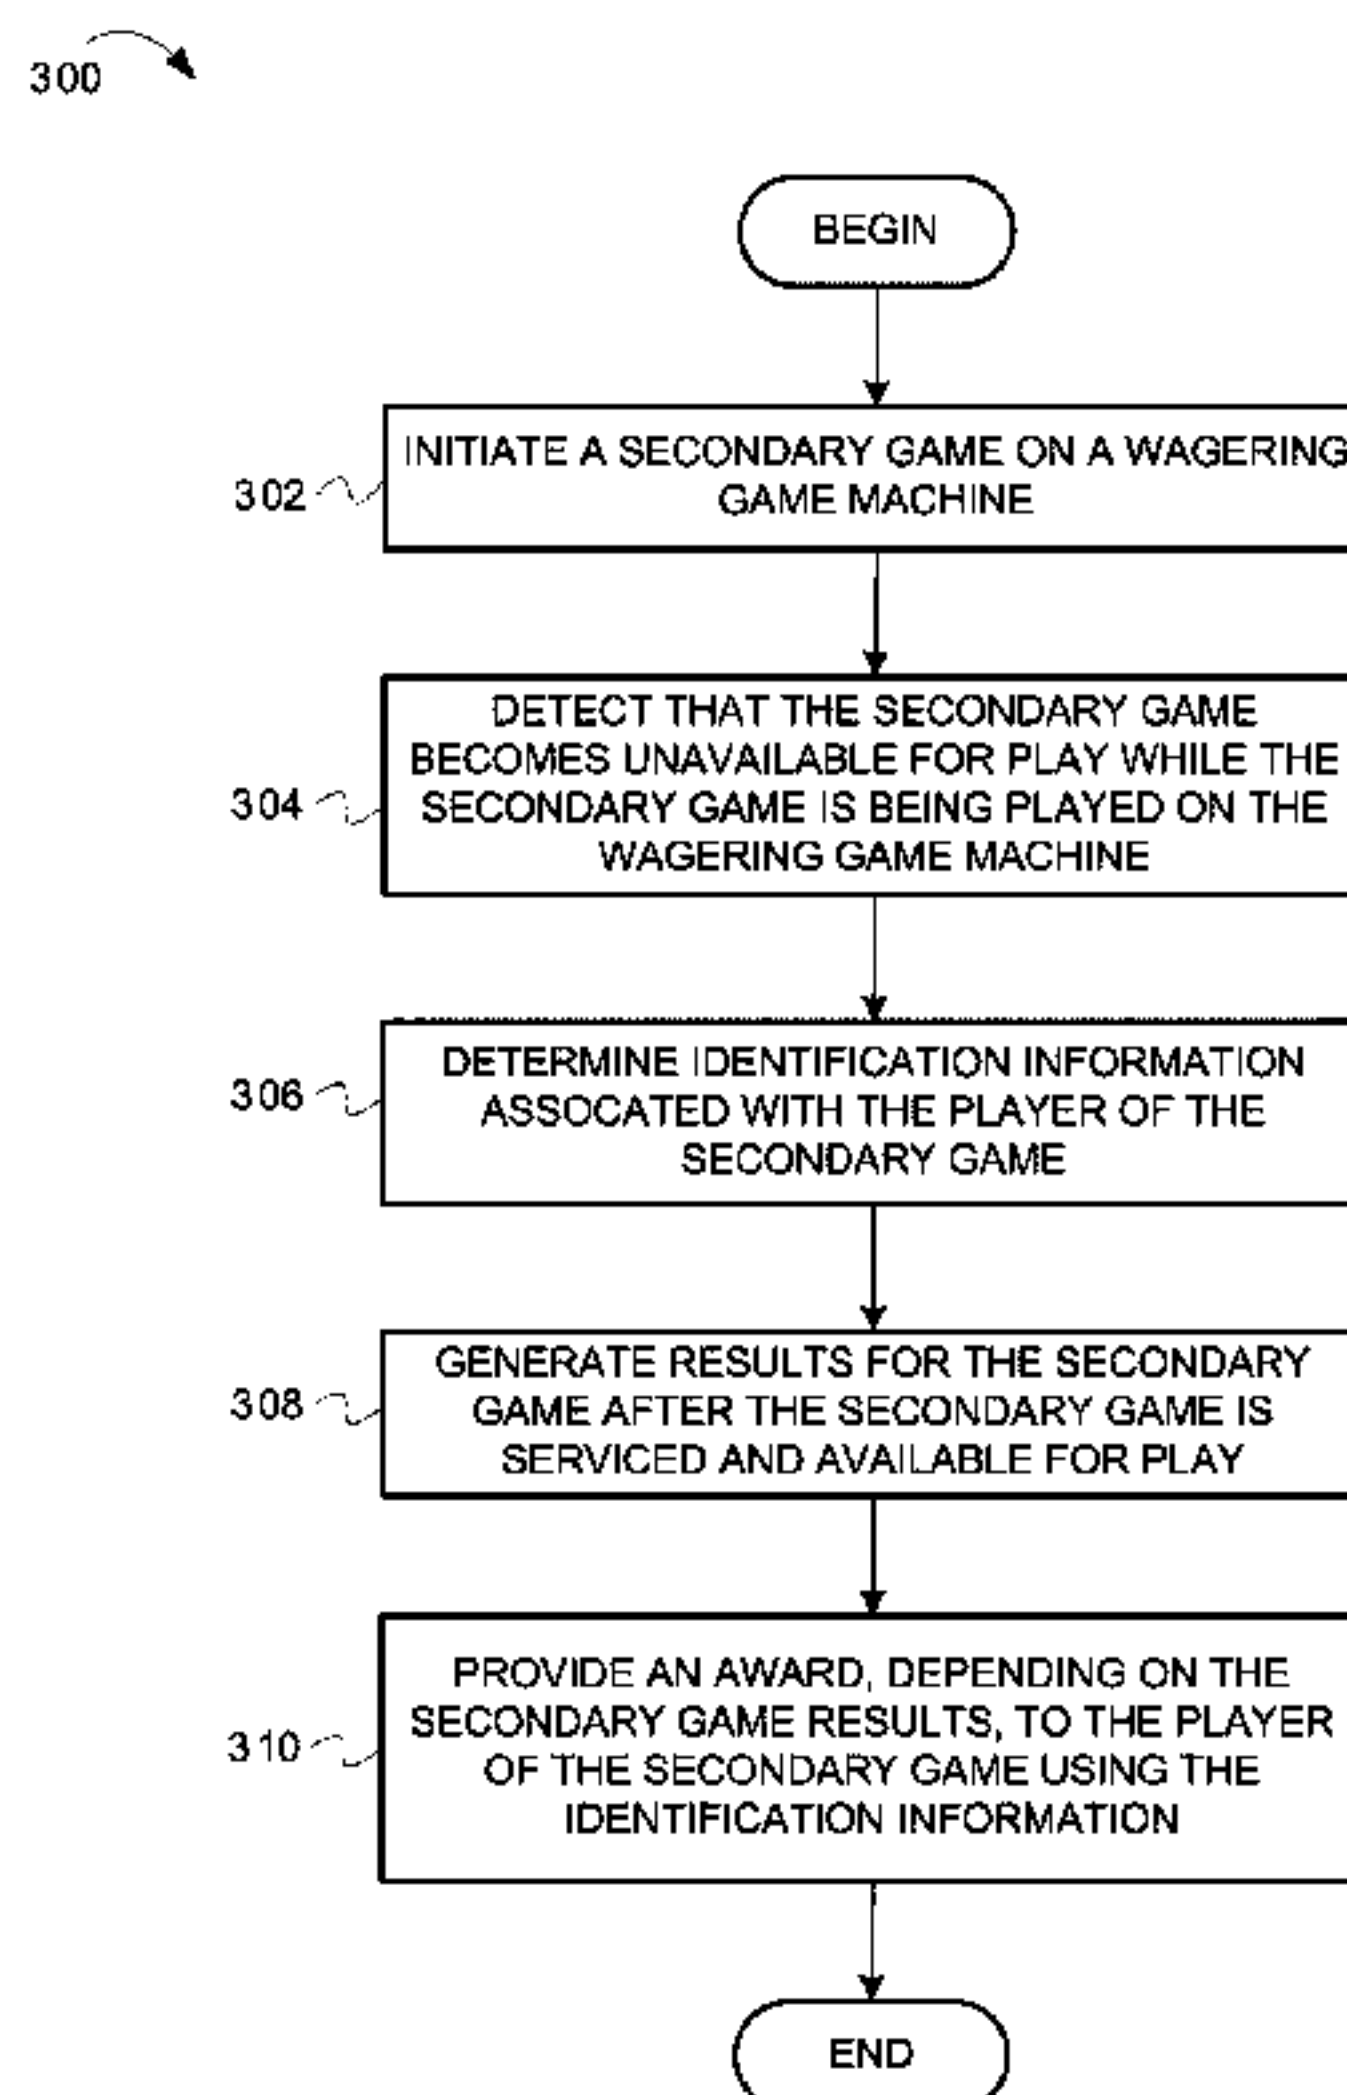 300
BEGIN
INITIATE A SECONDARY GAME ON A WAGERING
GAME MACHINE
302
DETECT THAT THE SECONDARY GAME
BECOMES UNAVAILABLE FOR PLAY WHILE THE
SECONDARY GAME IS BEING PLAYED ON THE
WAGERING GAME MACHINE
304
DETERMINE IDENTIFICATION INFORMATION
ASSOCATED WITH THE PLAYER OF THE
SECONDARY GAME
306
GENERATE RESULTS FOR THE SECONDARY
GAME AFTER THE SECONDARY GAME IS
SERVICED AND AVAILABLE FOR PLAY
308
PROVIDE AN AWARD, DEPENDING ON THE
SECONDARY GAME RESULTS, TO THE PLAYER
OF THE SECONDARY GAME USING THE
IDENTIFICATION INFORMATION
310
END